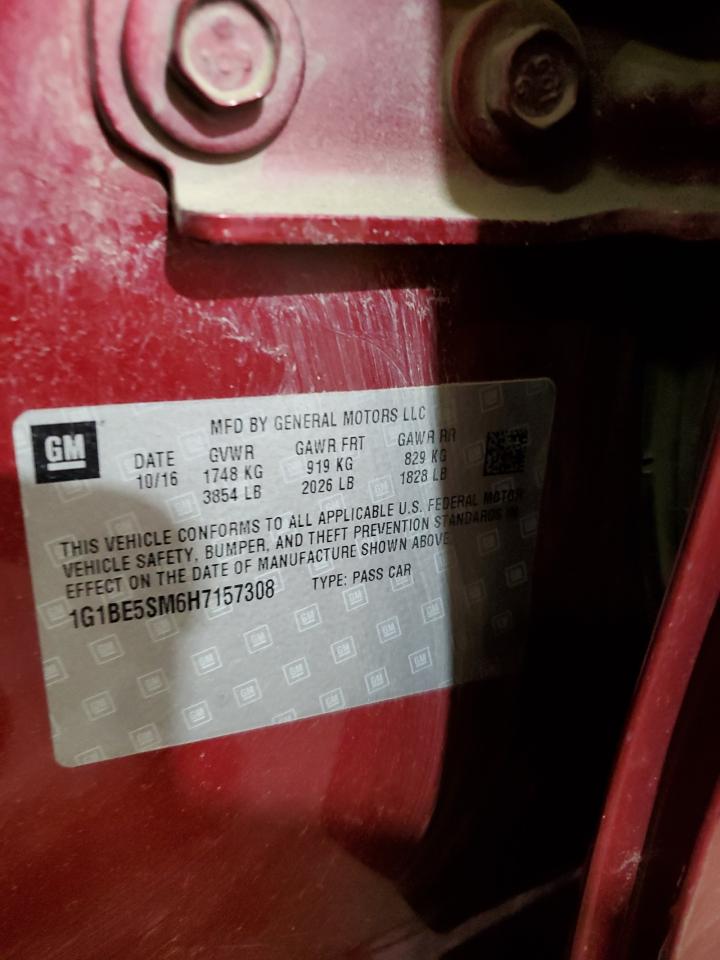 GM
MFD BY GENERAL MOTORS LLC
DATE GVWR GAWR FRT GAWR RR
10/16 1748 KG 919 KG 829 KG
3854 LB 2026 LB 1828 LB
THIS VEHICLE CONFORMS TO ALL APPLICABLE U.S. FEDERAL MOTOR
VEHICLE SAFETY, BUMPER, AND THEFT PREVENTION STANDARDS IN
EFFECT ON THE DATE OF MANUFACTURE SHOWN ABOVE.
1G1BE5SM6H7157308 TYPE: PASS CAR